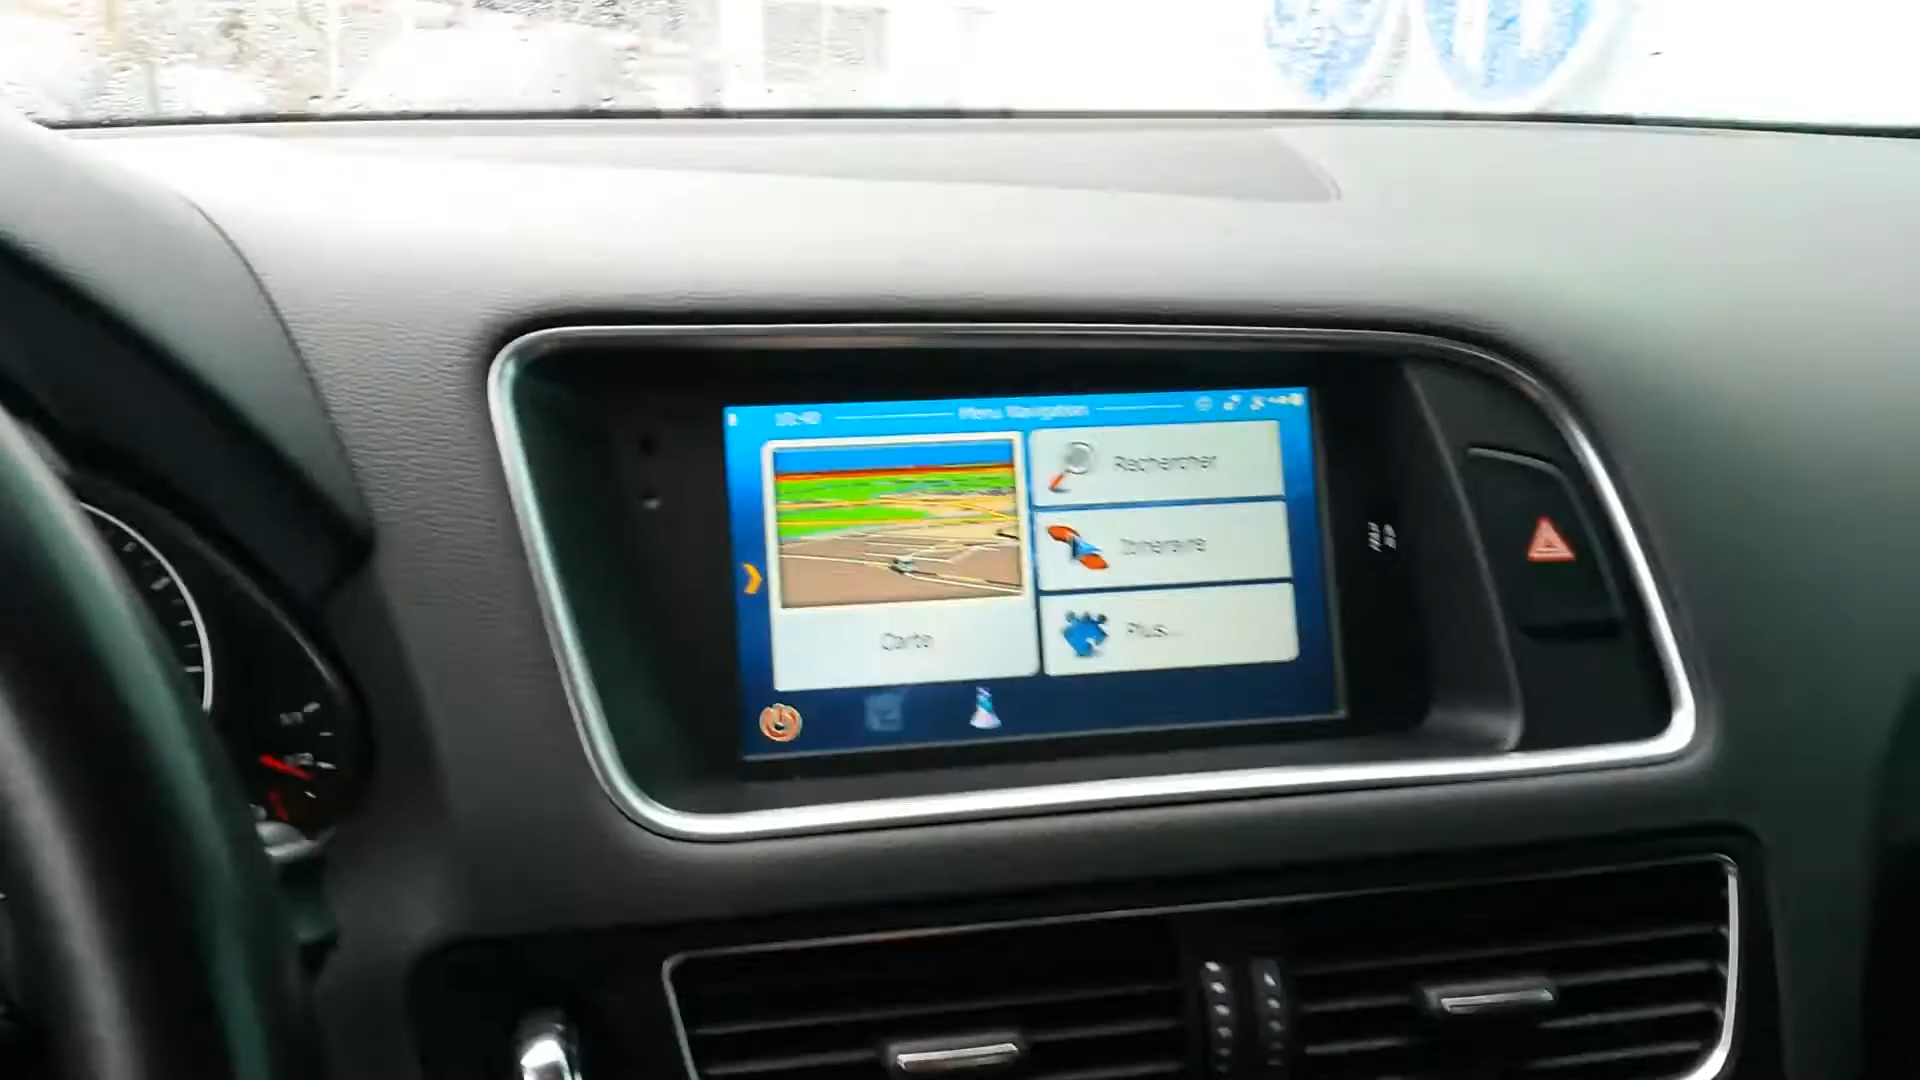 Menu Navigation
Rechercher
Itinéraire
Plus...
Carte